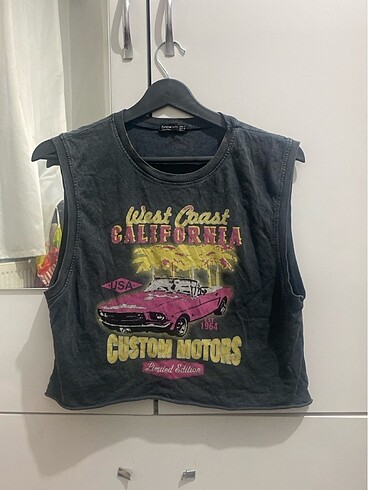 West Coast
CALIFORNIA
USA
1964
CUSTOM MOTORS
Limited Edition